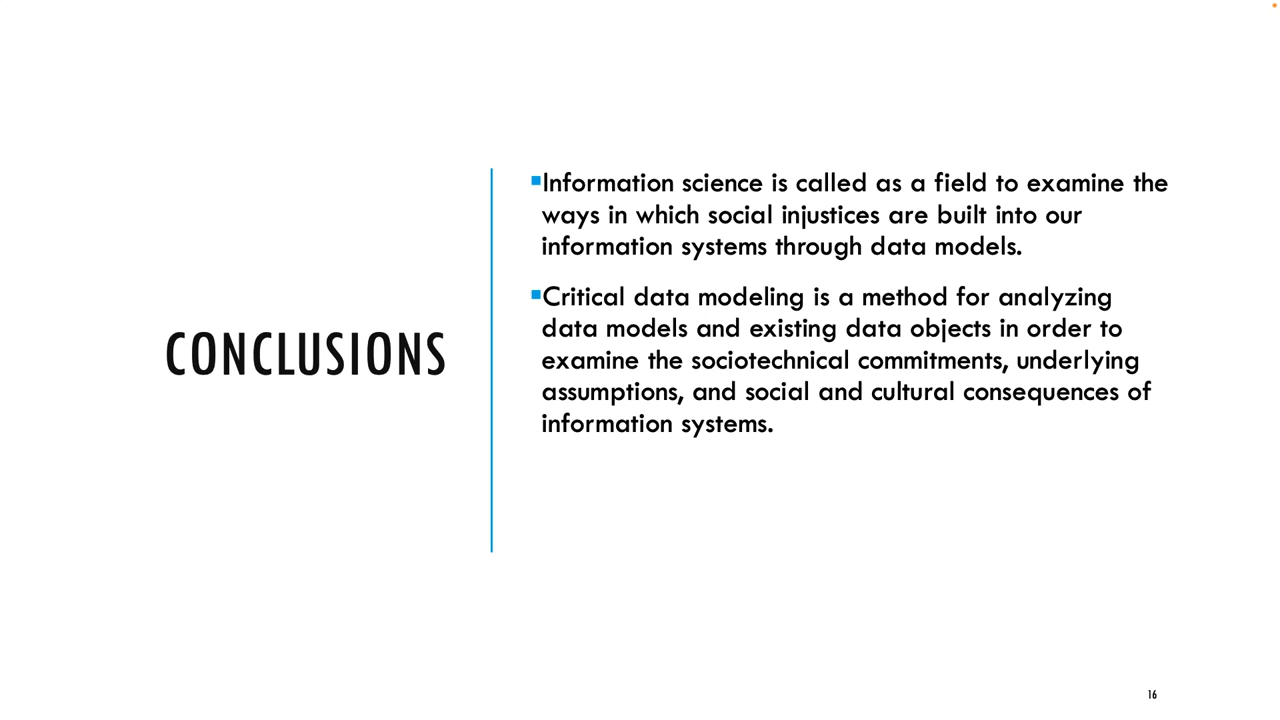 CONCLUSIONS
▪Information science is called as a field to examine the
ways in which social injustices are built into our
information systems through data models.
▪Critical data modeling is a method for analyzing
data models and existing data objects in order to
examine the sociotechnical commitments, underlying
assumptions, and social and cultural consequences of
information systems.
16